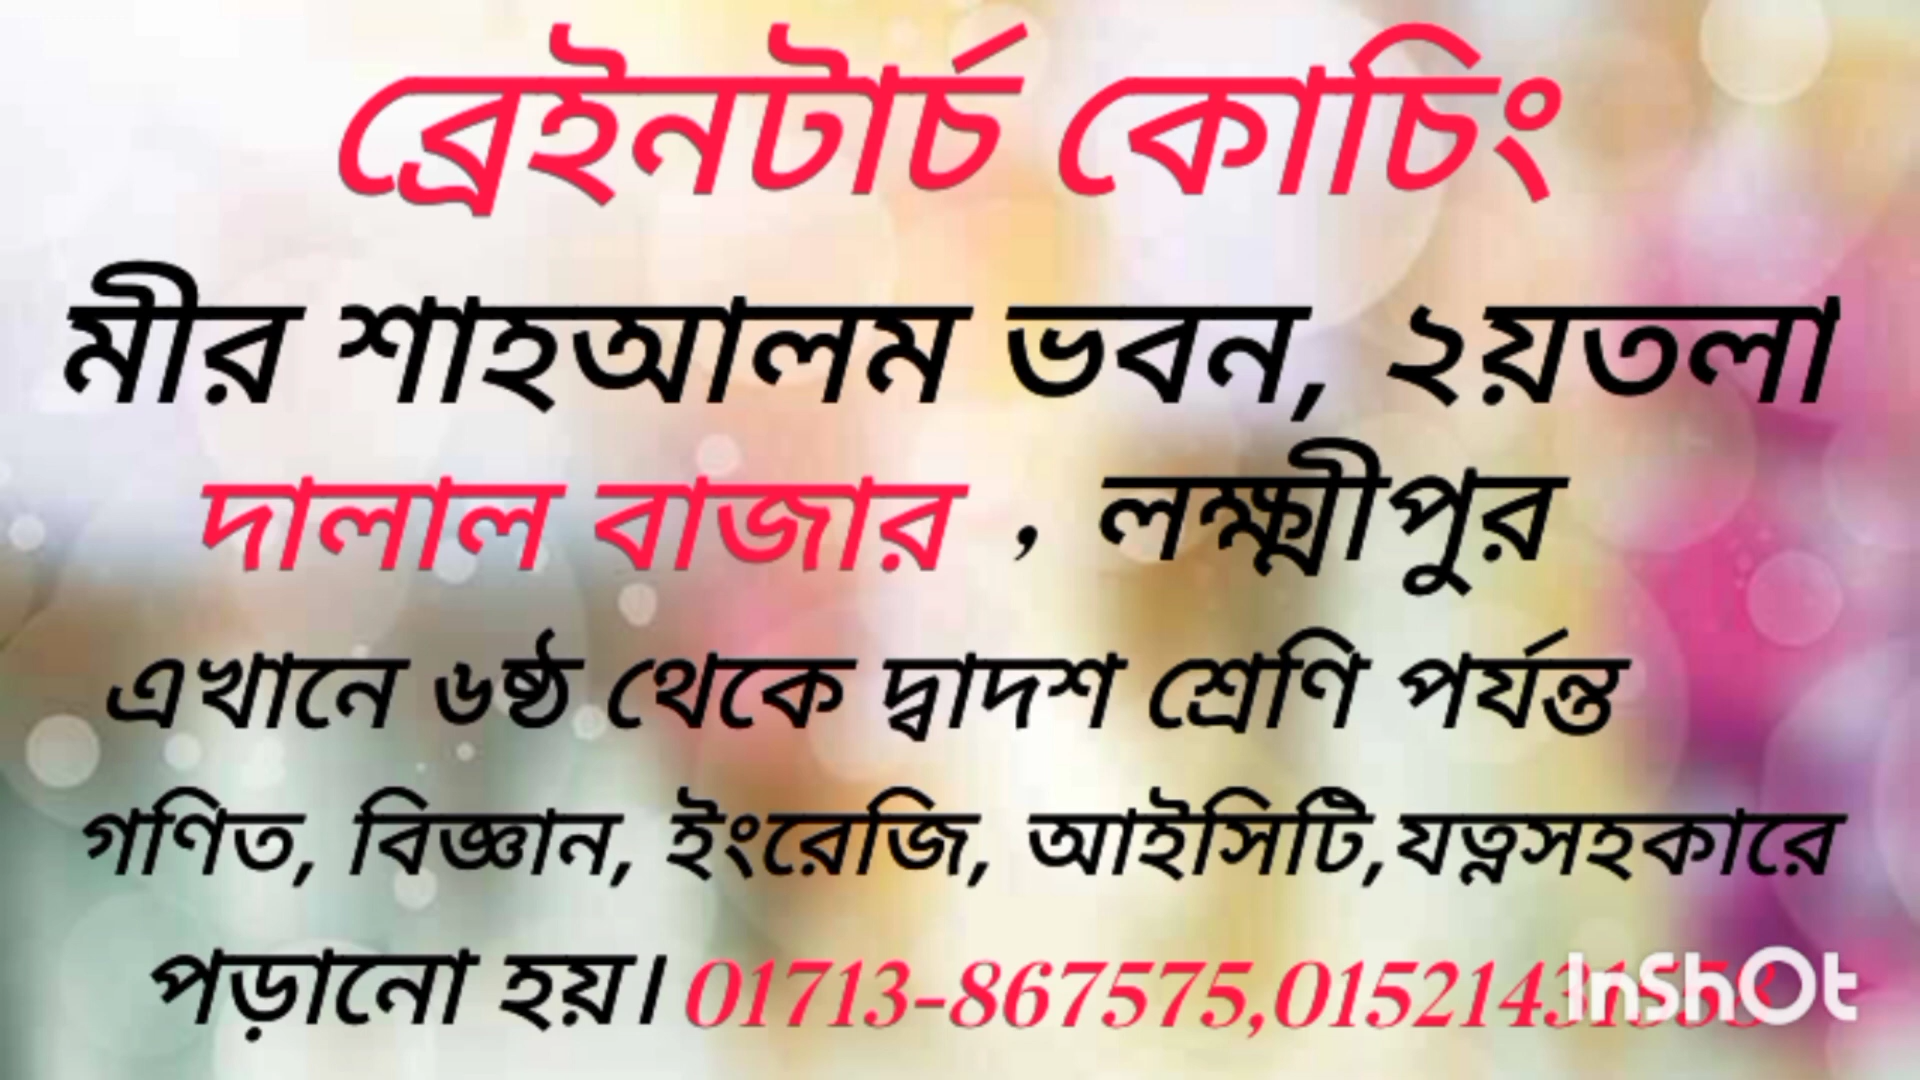 ব্রেইনটার্চ কোচিং
মীর শাহআলম ভবন, ২য়তলা
দালাল বাজার , লক্ষ্মীপুর
এখানে ৬ষ্ঠ থেকে দ্বাদশ শ্রেণি পর্যন্ত
গণিত, বিজ্ঞান, ইংরেজি, আইসিটি,যত্নসহকারে
পড়ানো হয়। 01713-867575,
InShOt